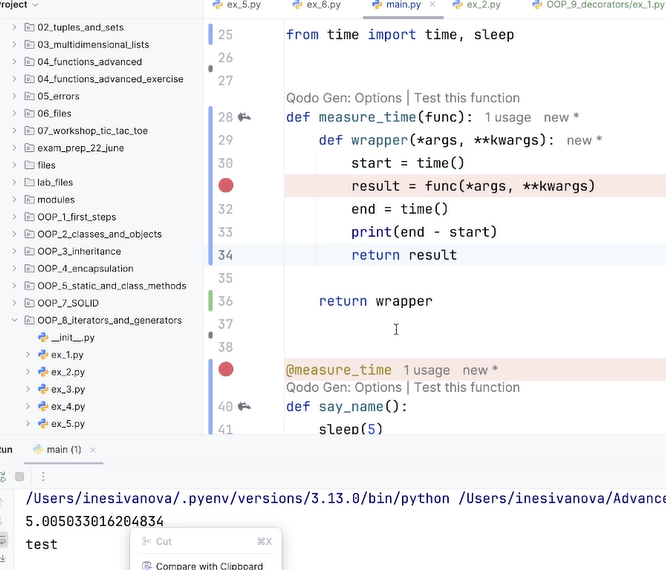 Project
ex_5.py ex_6.py main.py ex_2.py OOP_9_decorators/ex_1.py
02_tuples_and_sets
03_multidimensional_lists
04_functions_advanced
04_functions_advanced_exercise
05_errors
06_files
07_workshop_tic_tac_toe
exam_prep_22_june
files
lab_files
modules
OOP_1_first_steps
OOP_2_classes_and_objects
OOP_3_inheritance
OOP_4_encapsulation
OOP_5_static_and_class_methods
OOP_7_SOLID
OOP_8_iterators_and_generators
__init__.py
ex_1.py
ex_2.py
ex_3.py
ex_4.py
ex_5.py
25 from time import time, sleep
26
27
Qodo Gen: Options | Test this function
28 def measure_time(func): 1 usage new *
29 def wrapper(*args, **kwargs): new *
30 start = time()
result = func(*args, **kwargs)
32 end = time()
33 print(end - start)
34 return result
35
36 return wrapper
37
38
@measure_time 1 usage new *
Qodo Gen: Options | Test this function
40 def say_name():
41 sleep(5)
Run main (1)
/Users/inesivanova/.pyenv/versions/3.13.0/bin/python /Users/inesivanova/Advance
5.005033016204834
test
Cut ⌘X
Compare with Clipboard